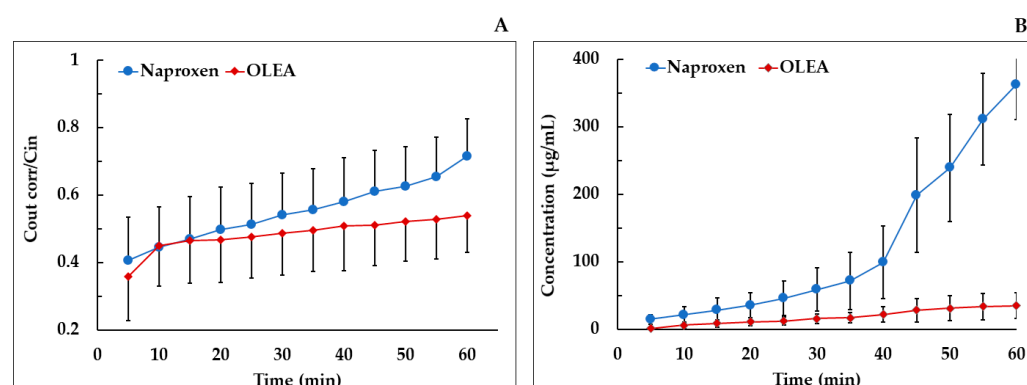 A
Naproxen OLEA
1
0.8
0.6
0.4
0.2
Cout corr/Cin
0 10 20 30 40 50 60
Time (min)
B
Naproxen OLEA
400
300
200
100
0
Concentration (µg/mL)
0 10 20 30 40 50 60
Time (min)